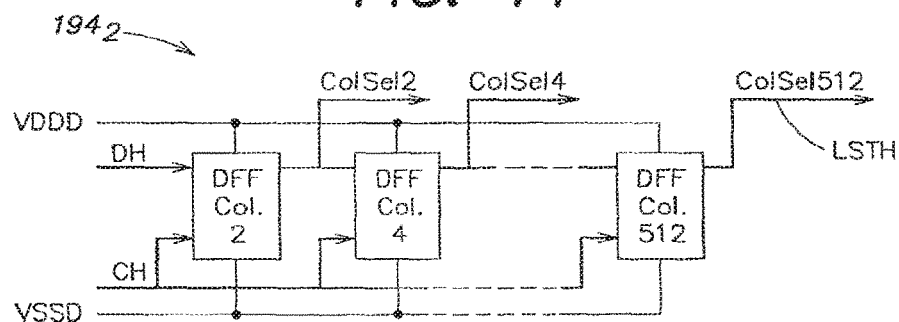 194₂
ColSel2
ColSel4
ColSel512
VDDD
DH
LSTH
DFF
Col.
2
DFF
Col.
4
DFF
Col.
512
CH
VSSD